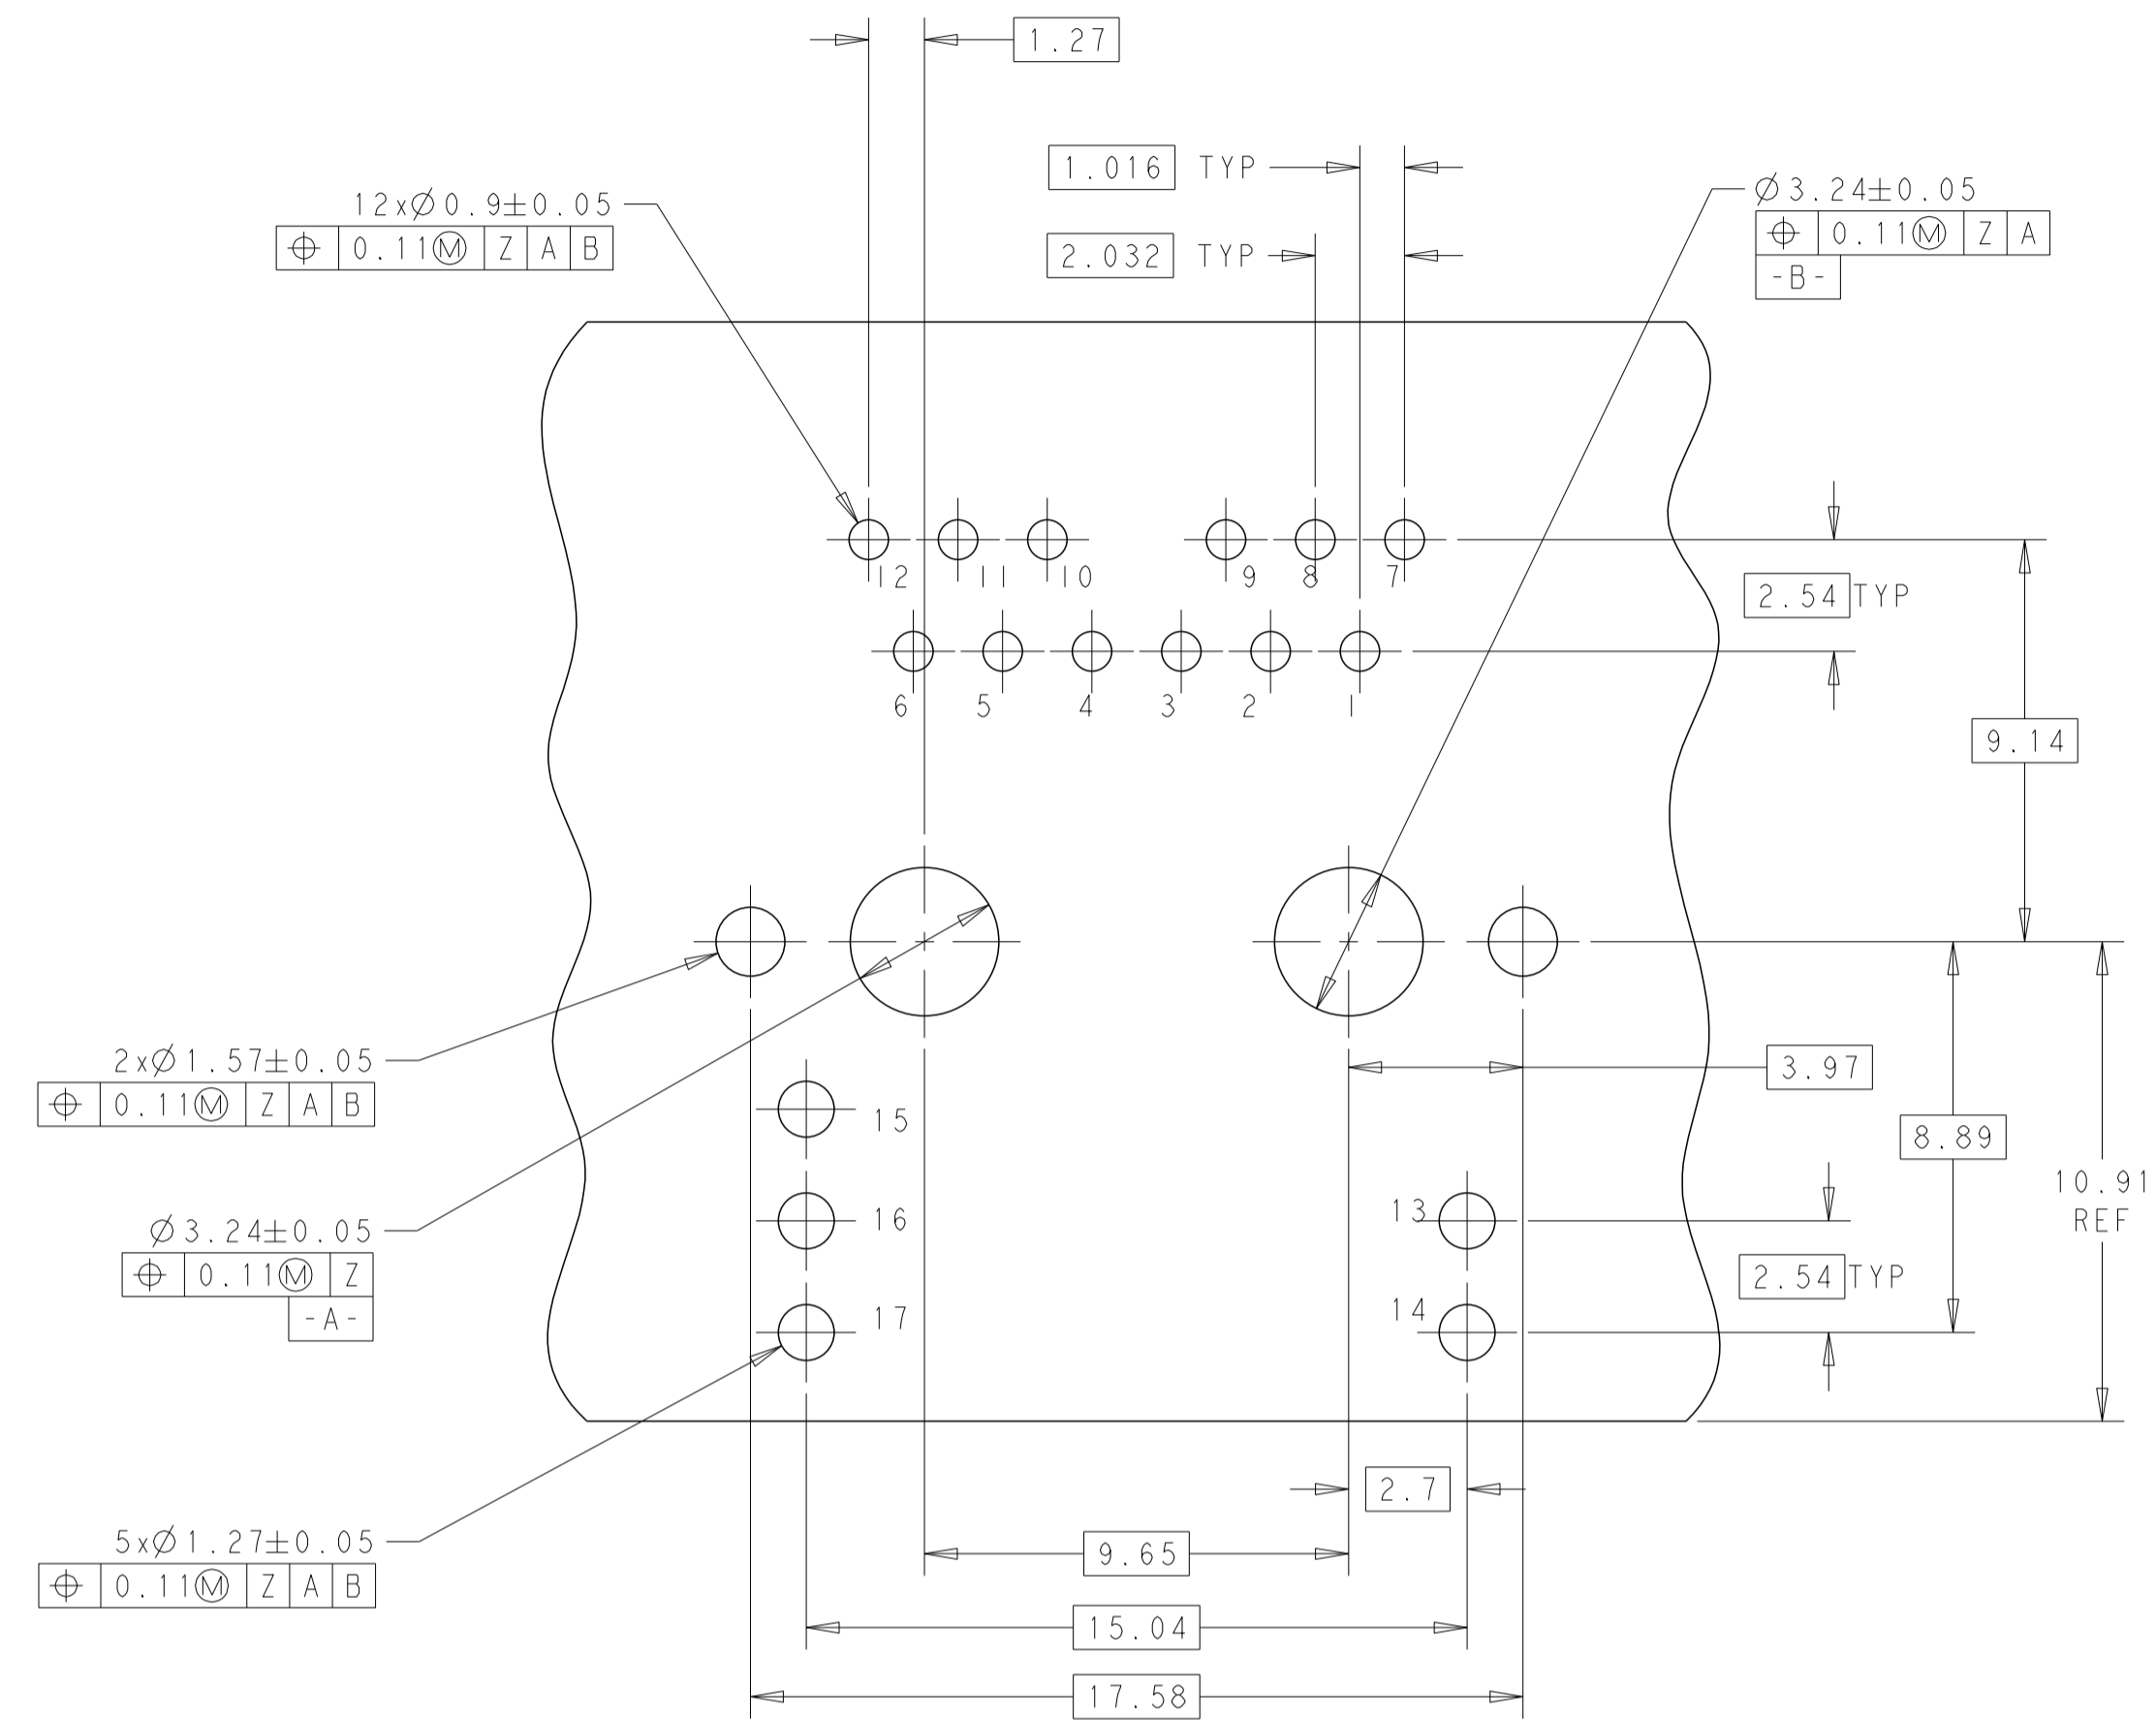 1.27
1.016 TYP
12xØ0.9±0.05
⌖ 0.11Ⓜ Z A B
Ø3.24±0.05
⌖ 0.11Ⓜ Z A
-B-
2.032 TYP
12 11 10 9 8 7
2.54 TYP
6 5 4 3 2 1
9.14
2xØ1.57±0.05
⌖ 0.11Ⓜ Z A B
3.97
15
8.89
10.91
REF
16
13
Ø3.24±0.05
⌖ 0.11Ⓜ Z
-A-
2.54 TYP
17
14
2.7
5xØ1.27±0.05
⌖ 0.11Ⓜ Z A B
9.65
15.04
17.58